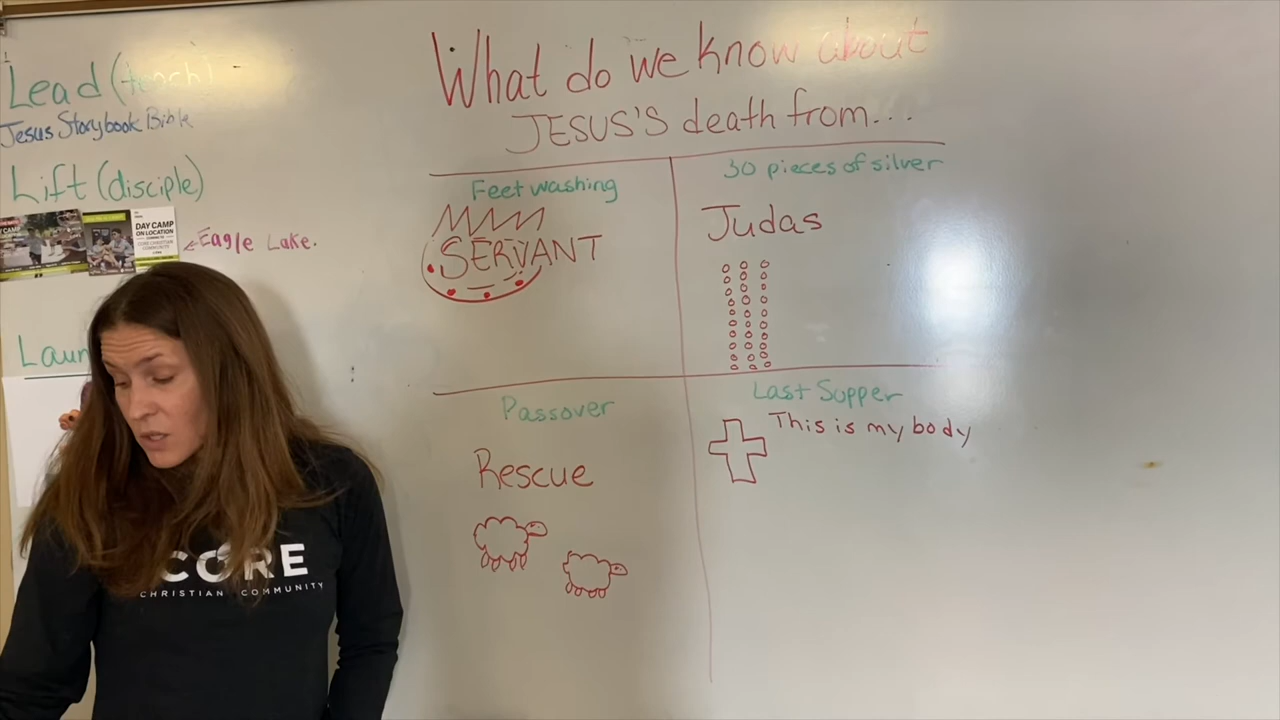 Lead (teach)
Jesus Storybook Bible
Lift (disciple)
DAY CAMP
ON LOCATION
Eagle Lake.
Laun
What do we know about
JESUS'S death from...
Feet washing
SERVANT
30 pieces of silver
Judas
Passover
Rescue
Last Supper
This is my body
CORE
CHRISTIAN COMMUNITY